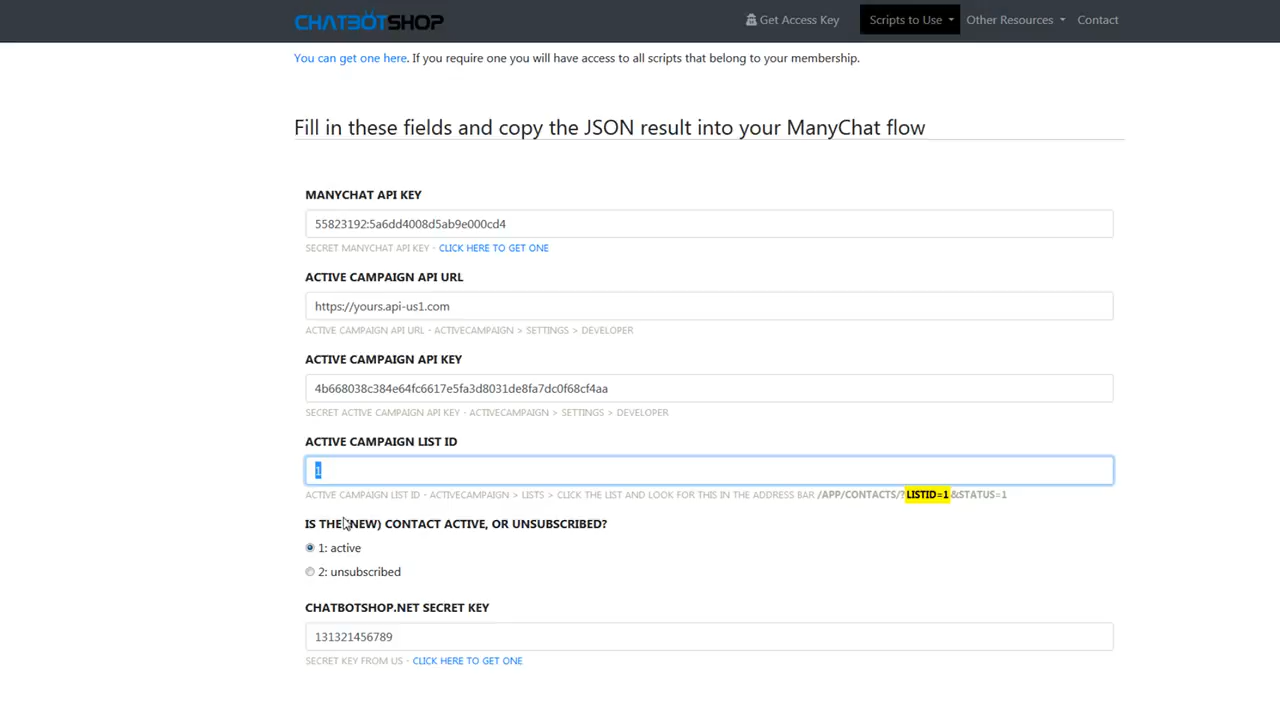 CHATBOTSHOP
Get Access Key
Scripts to Use
Other Resources
Contact
You can get one here. If you require one you will have access to all scripts that belong to your membership.
Fill in these fields and copy the JSON result into your ManyChat flow
MANYCHAT API KEY
55823192:5a6dd4008d5ab9e000cd4
SECRET MANYCHAT API KEY - CLICK HERE TO GET ONE
ACTIVE CAMPAIGN API URL
https://yours.api-us1.com
ACTIVE CAMPAIGN API URL - ACTIVECAMPAIGN > SETTINGS > DEVELOPER
ACTIVE CAMPAIGN API KEY
4b668038c384e64fc6617e5fa3d8031de8fa7dc0f68cf4aa
SECRET ACTIVE CAMPAIGN API KEY - ACTIVECAMPAIGN > SETTINGS > DEVELOPER
ACTIVE CAMPAIGN LIST ID
1
ACTIVE CAMPAIGN LIST ID - ACTIVECAMPAIGN > LISTS > CLICK THE LIST AND LOOK FOR THIS IN THE ADDRESS BAR /APP/CONTACTS/?LISTID=1&STATUS=1
IS THE (NEW) CONTACT ACTIVE, OR UNSUBSCRIBED?
1: active
2: unsubscribed
CHATBOTSHOP.NET SECRET KEY
131321456789
SECRET KEY FROM US - CLICK HERE TO GET ONE